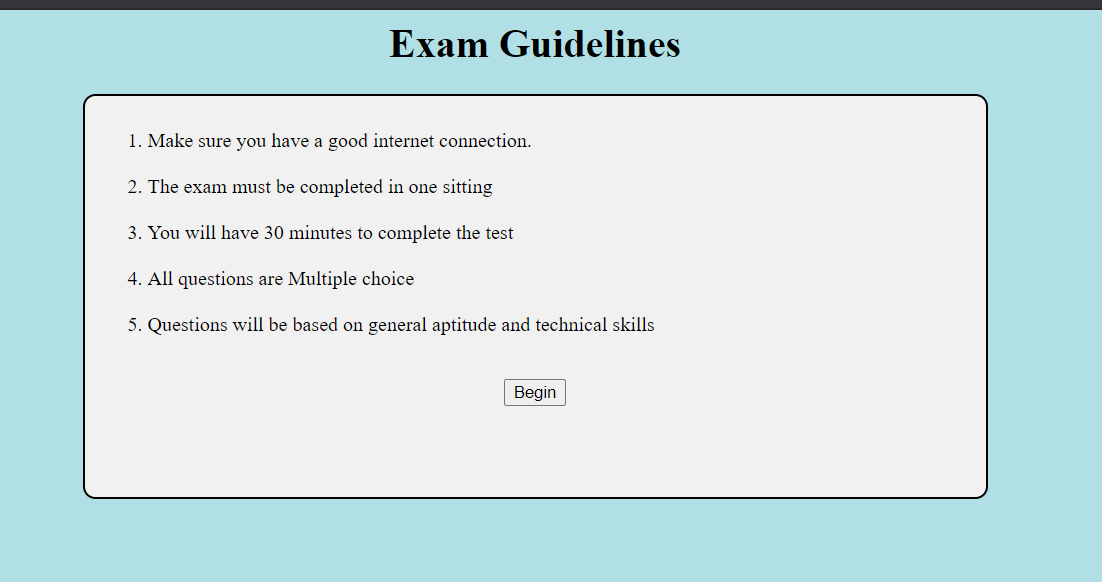 Exam Guidelines
1. Make sure you have a good internet connection.
2. The exam must be completed in one sitting
3. You will have 30 minutes to complete the test
4. All questions are Multiple choice
5. Questions will be based on general aptitude and technical skills
Begin